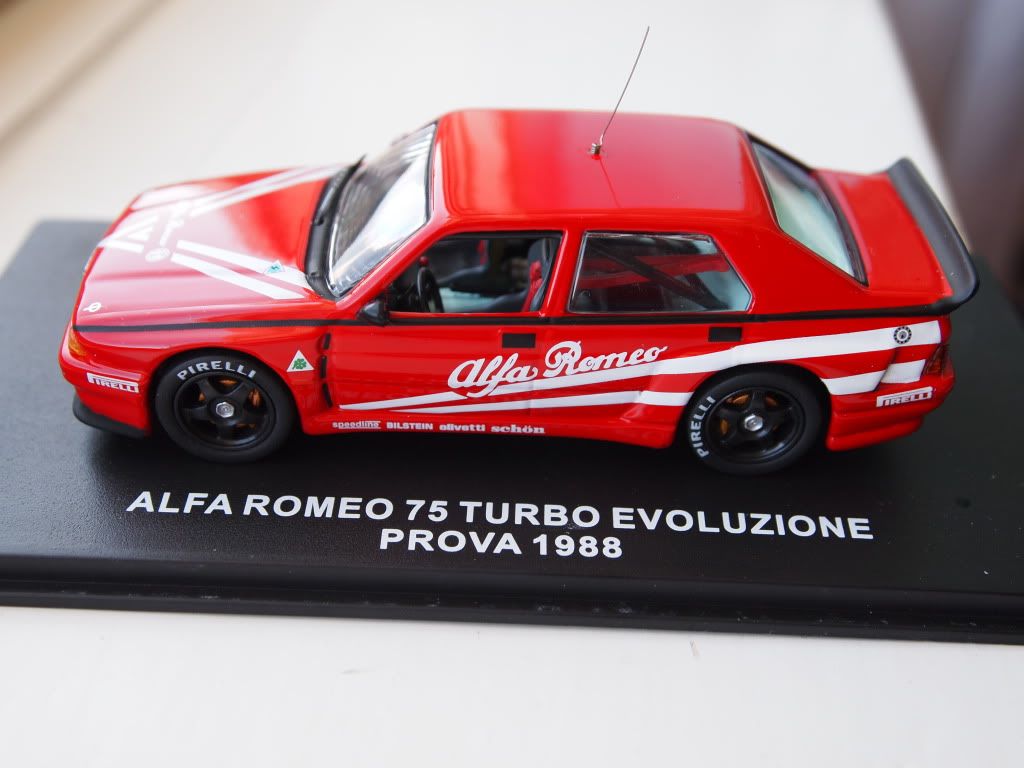 Alfa Romeo
PIRELLI
PIRELLI
PIRELLI
PIRELLI
speedline BILSTEIN olivetti schön
ALFA ROMEO 75 TURBO EVOLUZIONE
PROVA 1988